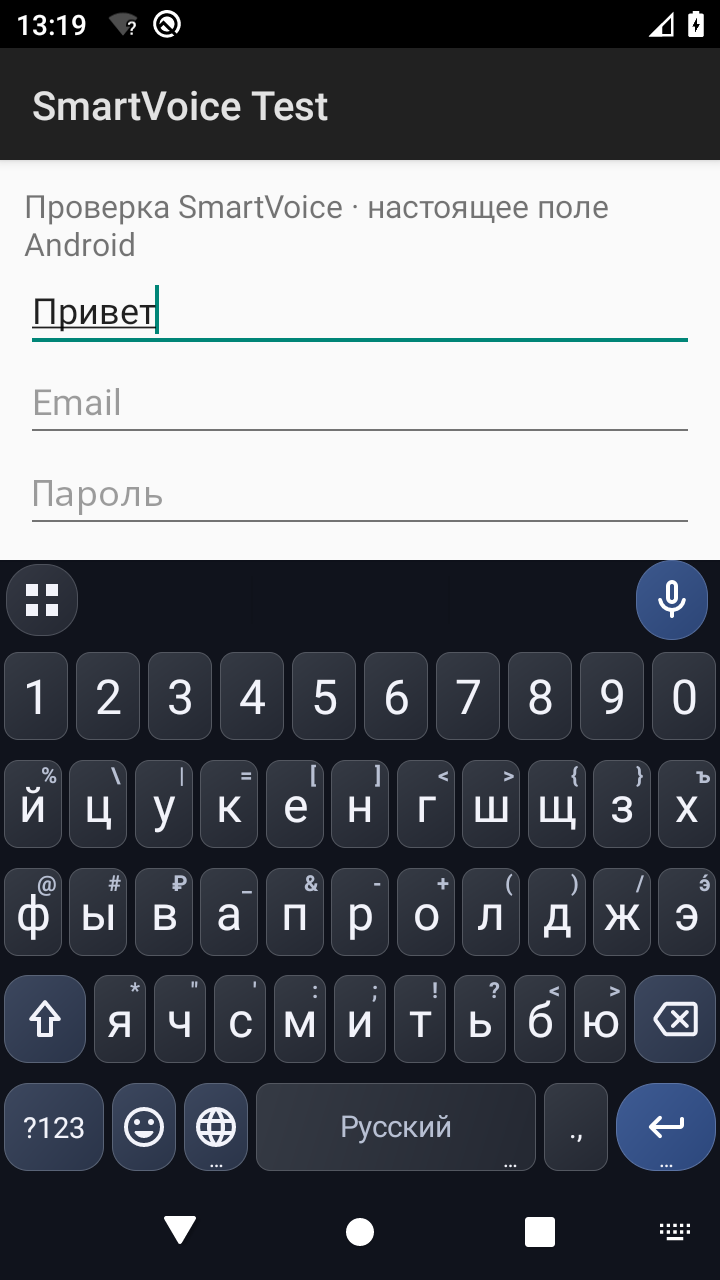 13:19
SmartVoice Test
Проверка SmartVoice · настоящее поле
Android
Привет
Email
Пароль
1 2 3 4 5 6 7 8 9 0
% \ | = [ ] < > { } ъ
й ц у к е н г ш щ з х
@ # ₽ _ & - + ( ) / э́
ф ы в а п р о л д ж э
* " ' : ; ! ? < >
я ч с м и т ь б ю
?123 Русский .,